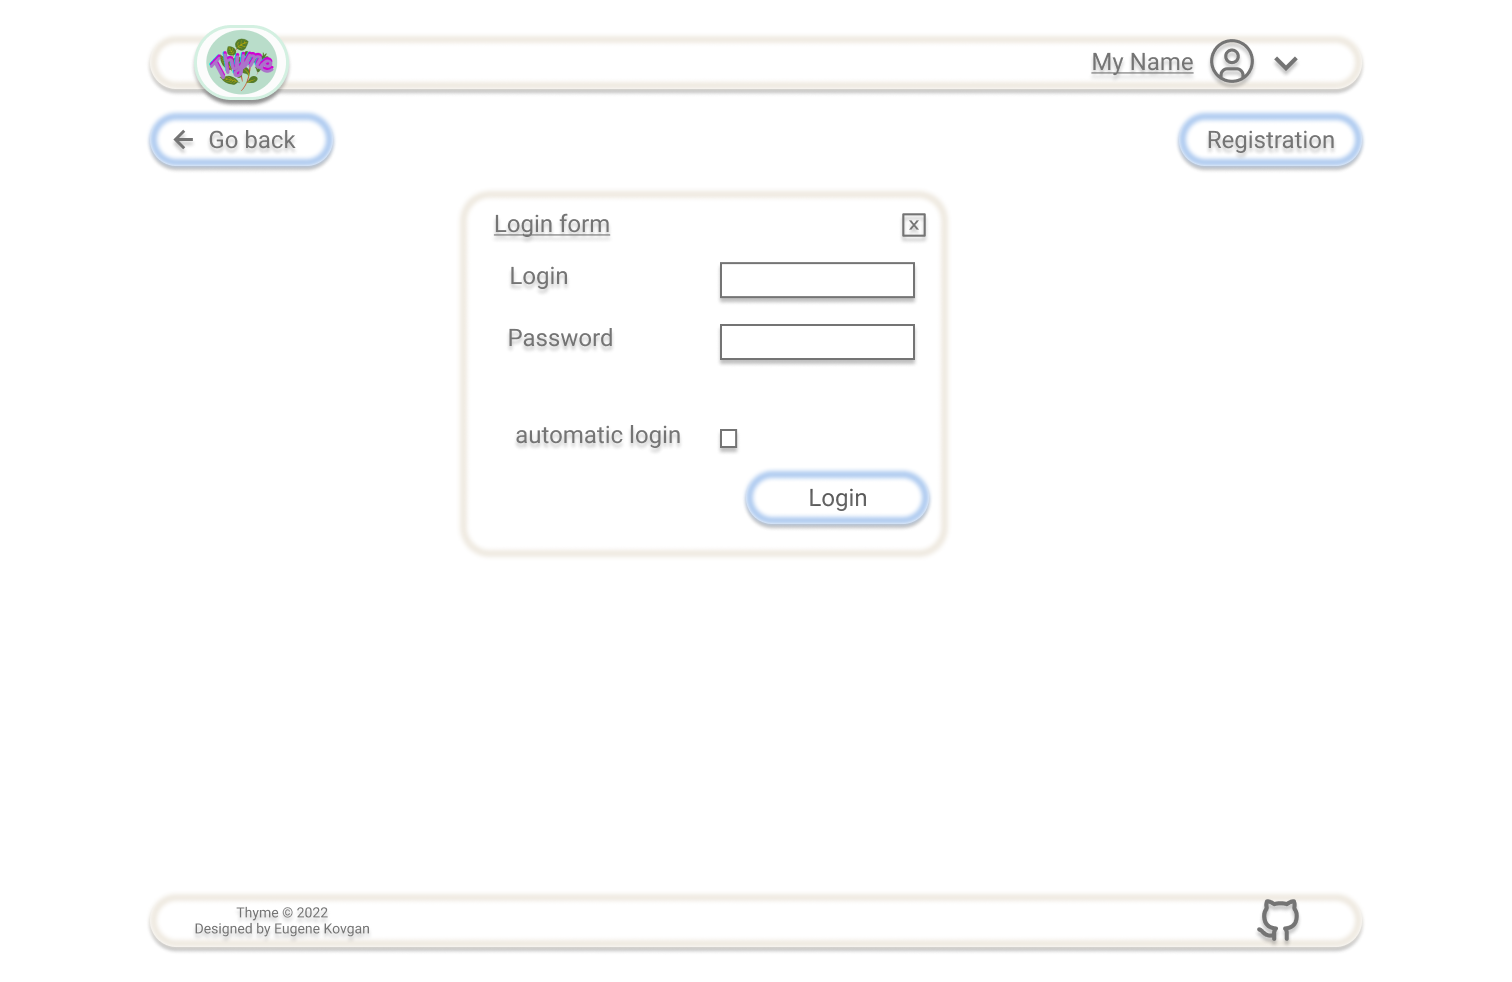 Thyme
My Name
Go back
Registration
Login form
x
Login
Password
automatic login
Login
Thyme © 2022
Designed by Eugene Kovgan